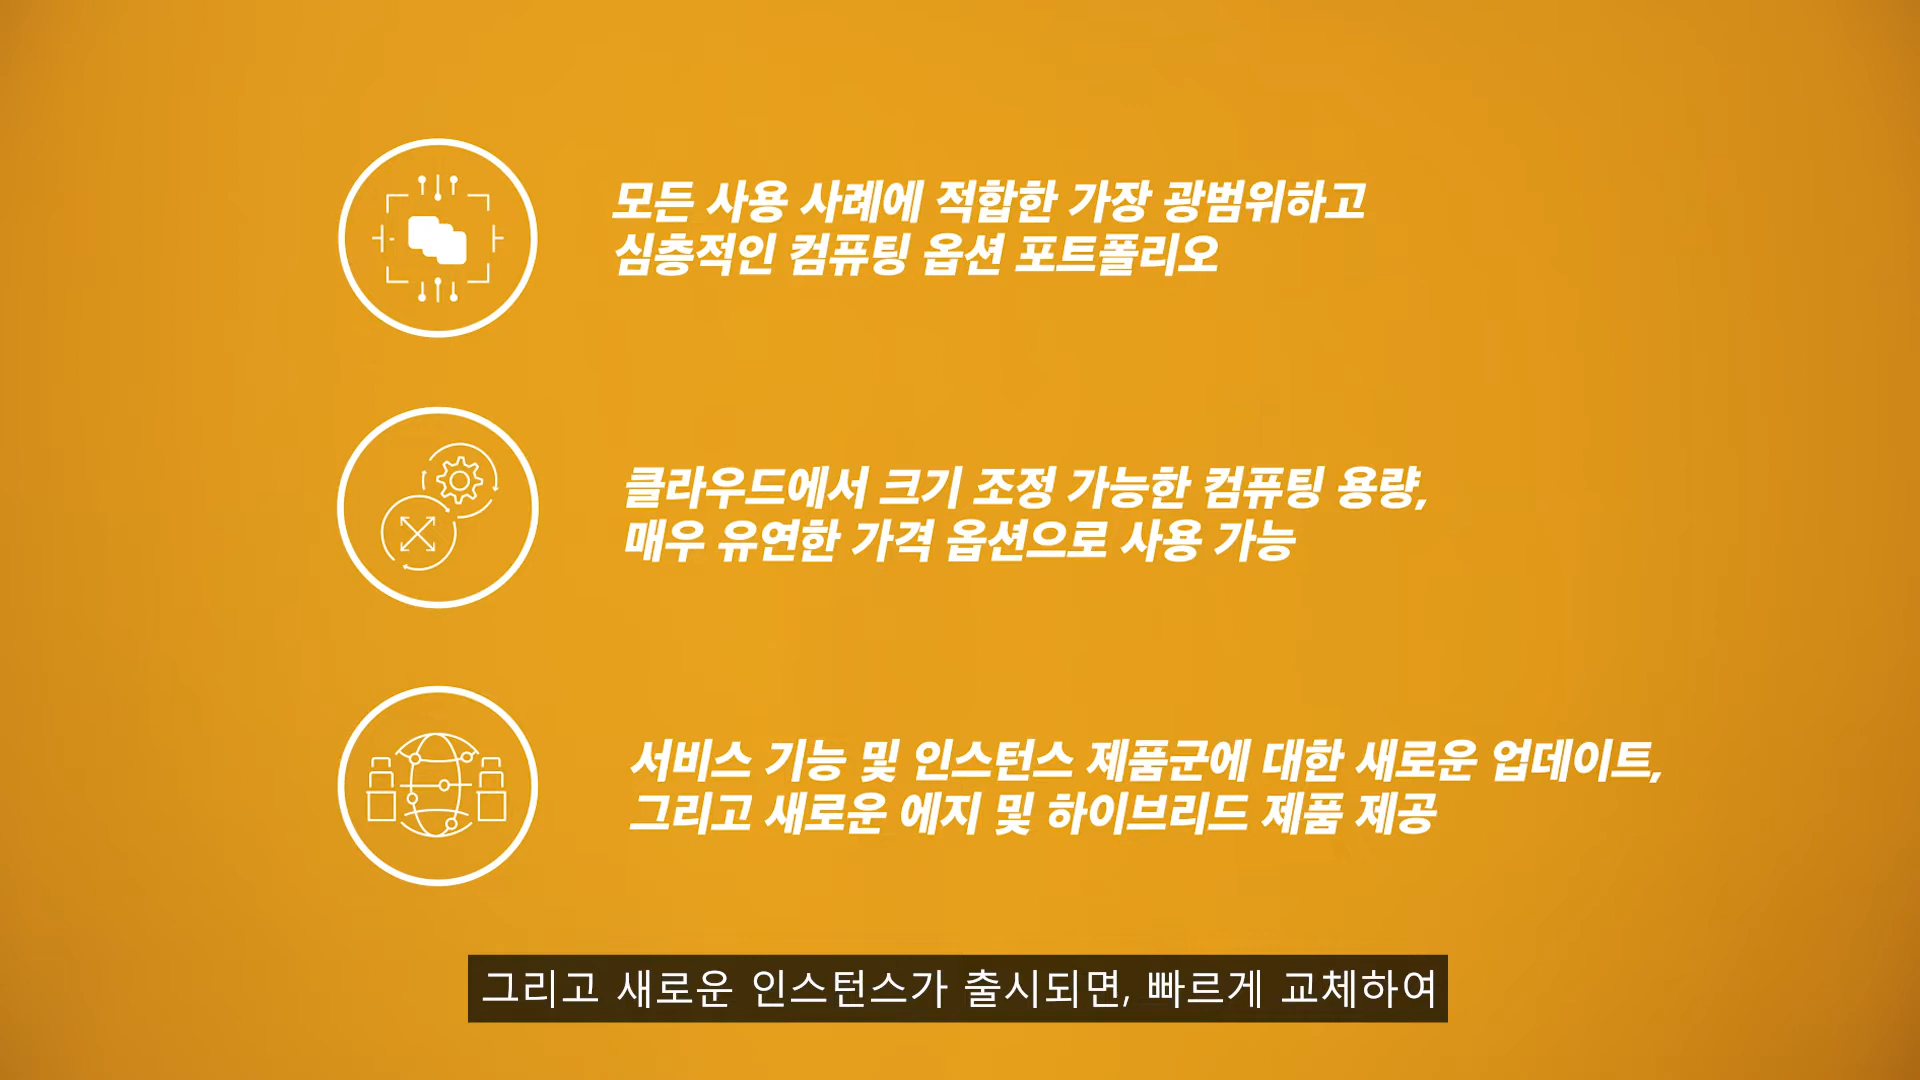 모든 사용 사례에 적합한 가장 광범위하고
심층적인 컴퓨팅 옵션 포트폴리오
클라우드에서 크기 조정 가능한 컴퓨팅 용량,
매우 유연한 가격 옵션으로 사용 가능
서비스 기능 및 인스턴스 제품군에 대한 새로운 업데이트,
그리고 새로운 에지 및 하이브리드 제품 제공
그리고 새로운 인스턴스가 출시되면, 빠르게 교체하여